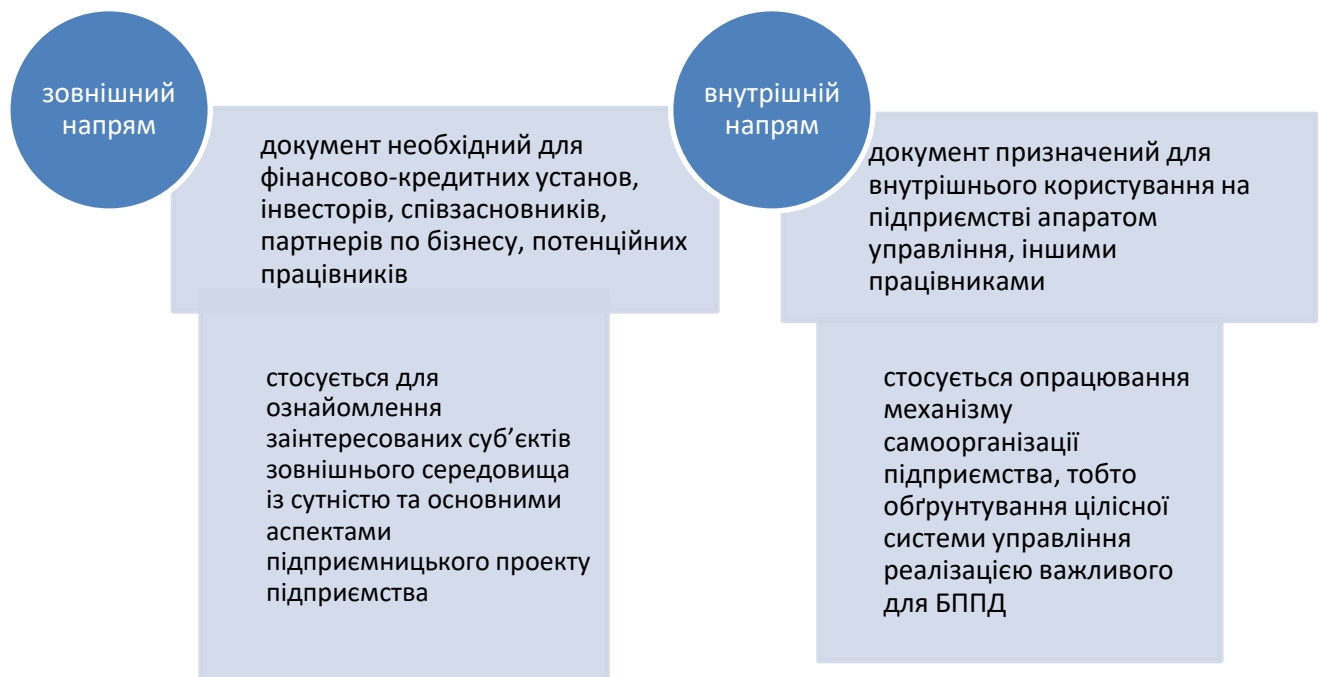 зовнішний
напрям
документ необхідний для
фінансово-кредитних установ,
інвесторів, співзасновників,
партнерів по бізнесу, потенційних
працівників
стосується для
ознайомлення
заінтересованих суб’єктів
зовнішнього середовища
із сутністю та основними
аспектами
підприємницького проекту
підприємства
внутрішній
напрям
документ призначений для
внутрішнього користування на
підприємстві апаратом
управління, іншими
працівниками
стосується опрацювання
механізму
самоорганізації
підприємства, тобто
обґрунтування цілісної
системи управління
реалізацією важливого
для БППД